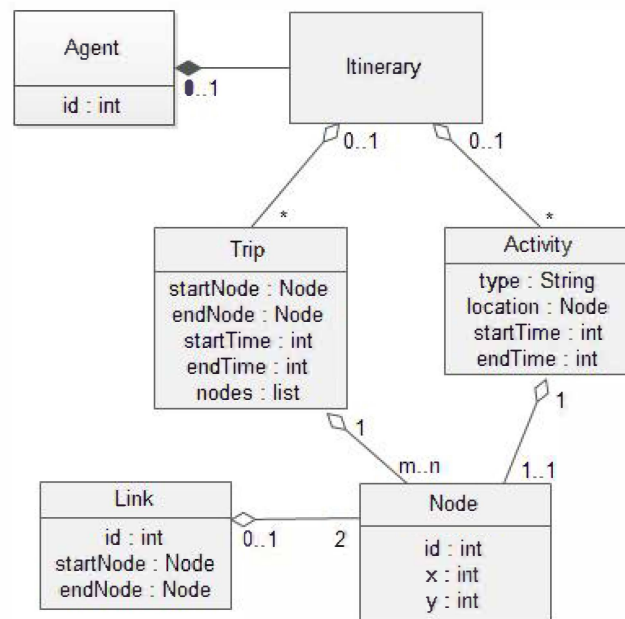 Agent
id : int
Itinerary
0..1
0..1
0..1
*
*
Trip
startNode : Node
endNode : Node
startTime : int
endTime : int
nodes : list
Activity
type : String
location : Node
startTime : int
endTime : int
1
1
m..n
1..1
Link
id : int
startNode : Node
endNode : Node
0..1
2
Node
id : int
x : int
y : int